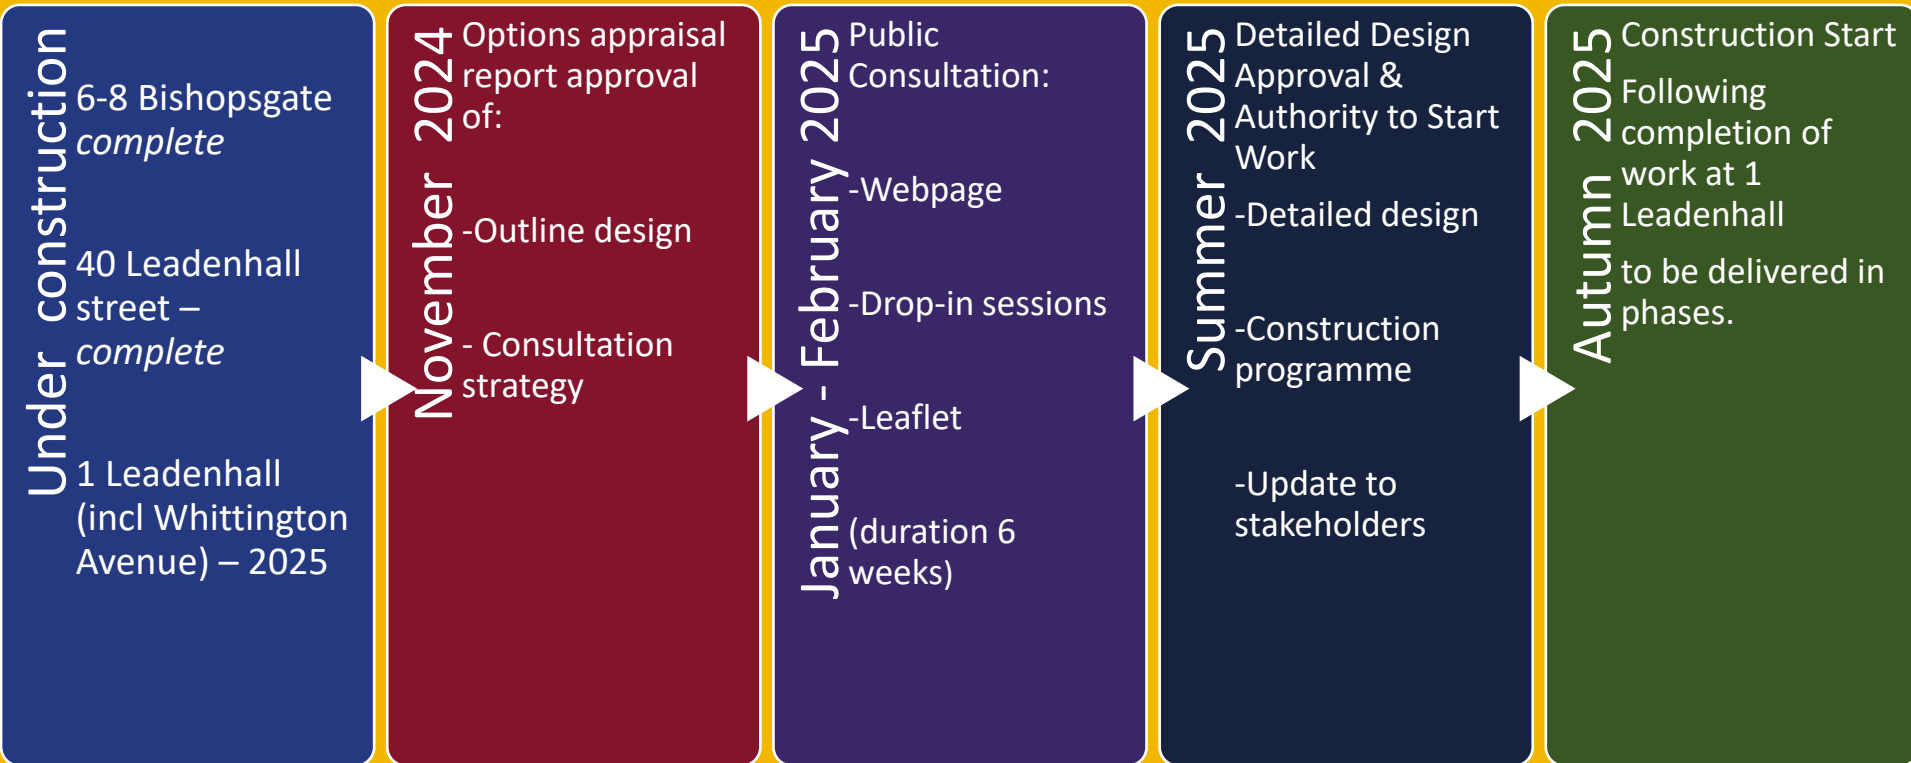 Under construction
6-8 Bishopsgate
complete
40 Leadenhall
street –
complete
1 Leadenhall
(incl Whittington
Avenue) – 2025
November 2024
Options appraisal
report approval
of:
-Outline design
- Consultation
strategy
January - February 2025
Public
Consultation:
-Webpage
-Drop-in sessions
-Leaflet
(duration 6
weeks)
Summer 2025
Detailed Design
Approval &
Authority to Start
Work
-Detailed design
-Construction
programme
-Update to
stakeholders
Autumn 2025
Construction Start
Following
completion of
work at 1
Leadenhall
to be delivered in
phases.